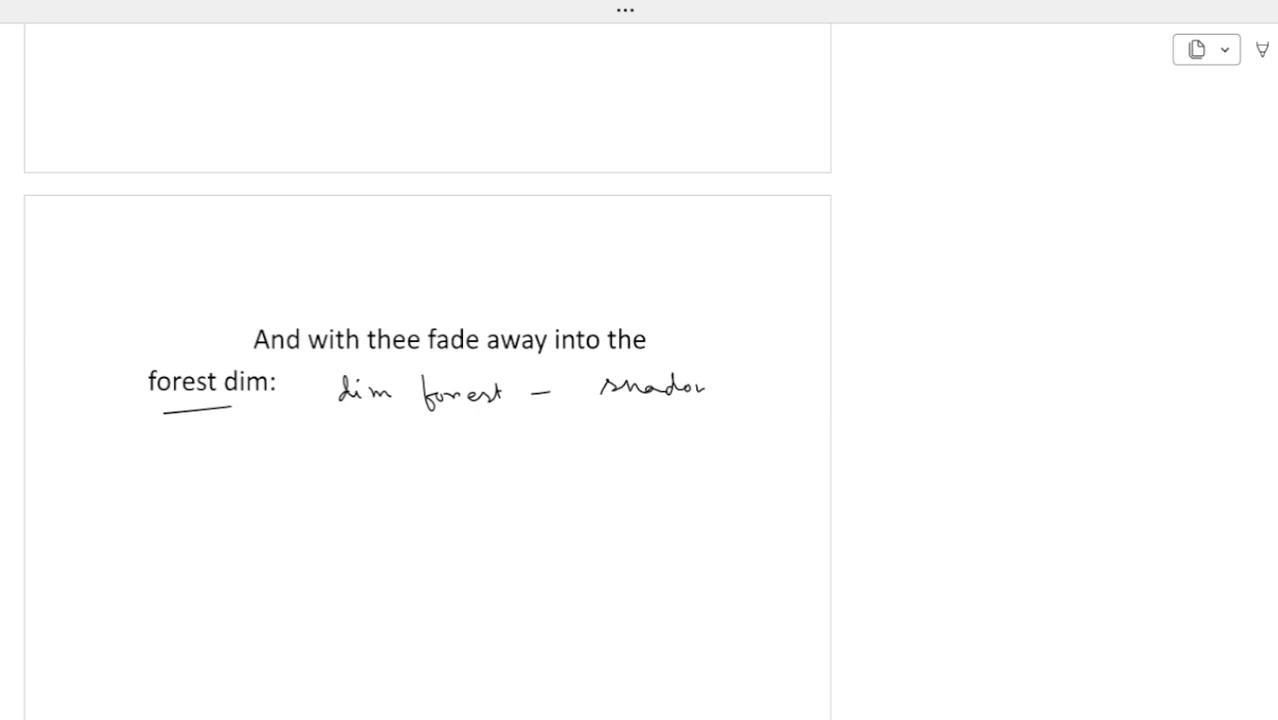 And with thee fade away into the
forest dim: dim forest - shadow